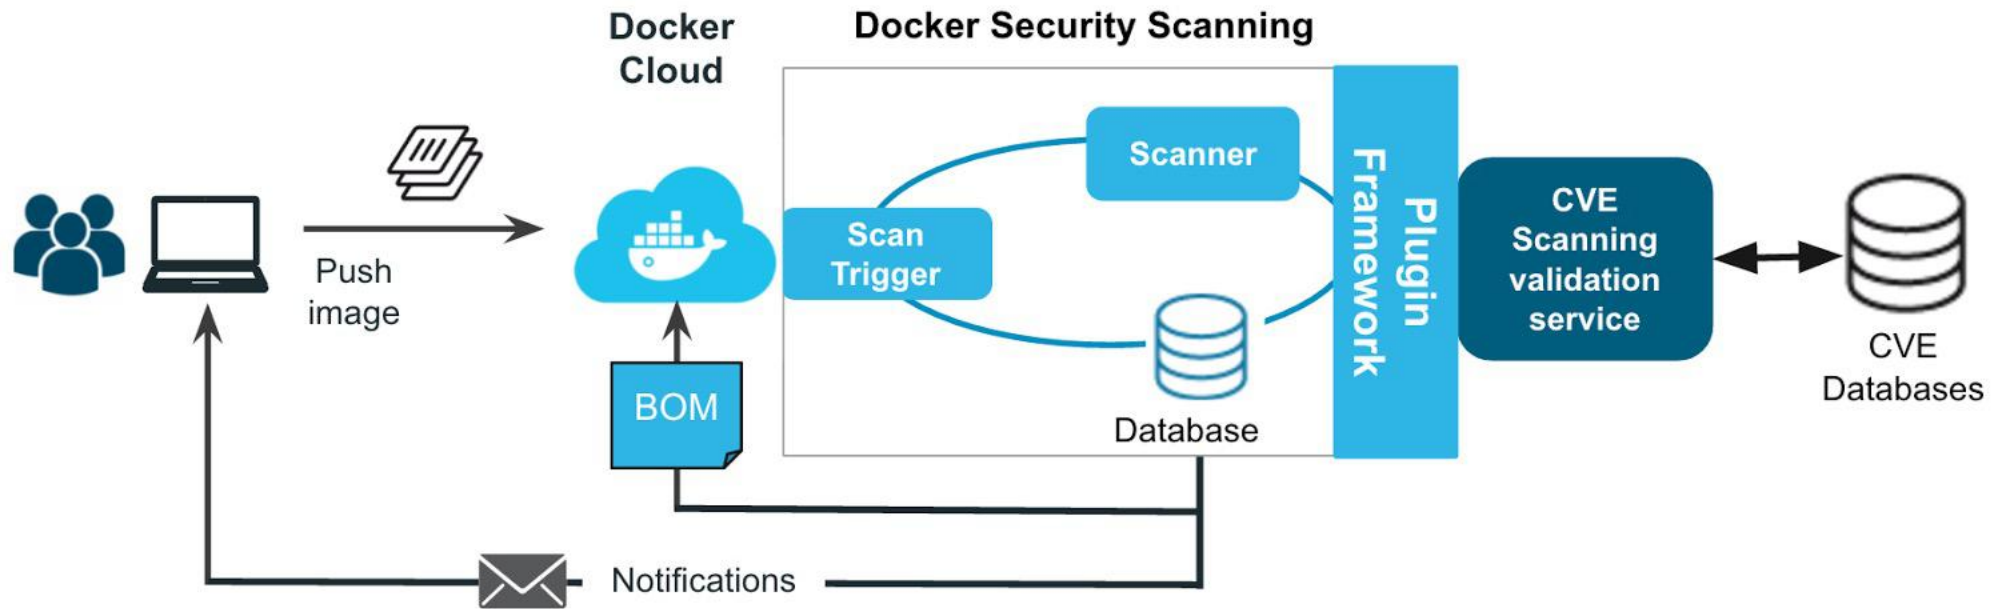 Docker
Cloud
Docker Security Scanning
Push
image
Scan
Trigger
Scanner
Database
Plugin
Framework
CVE
Scanning
validation
service
CVE
Databases
BOM
Notifications